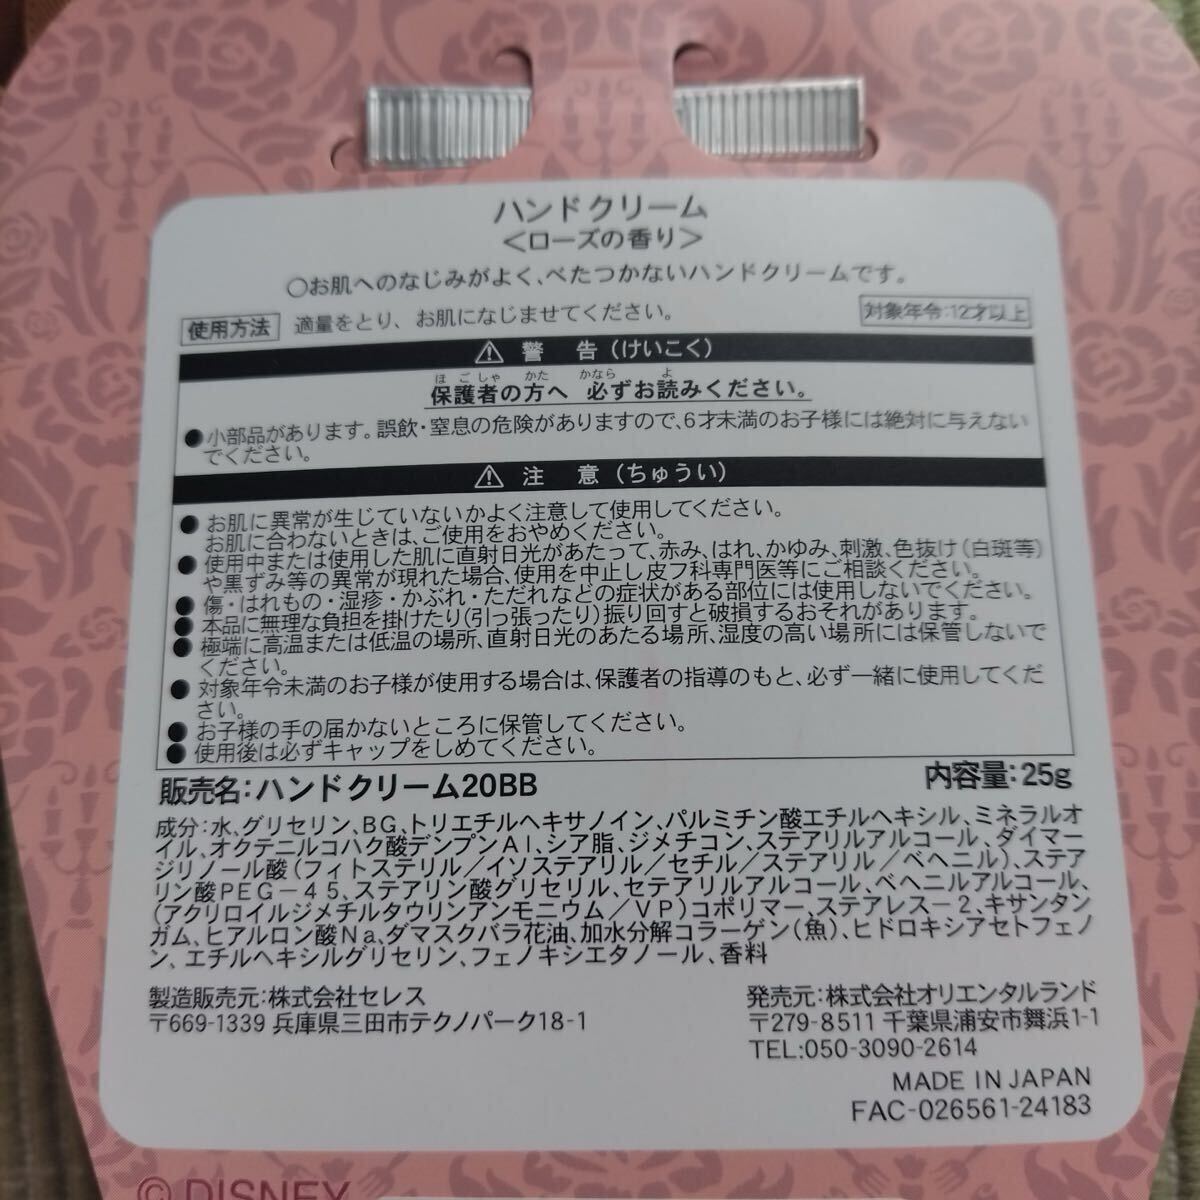 ハンドクリーム
＜ローズの香り＞
○お肌へのなじみがよく、べたつかないハンドクリームです。
使用方法 適量をとり、お肌になじませてください。 対象年令:12才以上
⚠ 警 告（けいこく）
保護者の方へ 必ずお読みください。
ほごしゃ かた かなら よ
●小部品があります。誤飲・窒息の危険がありますので、6才未満のお子様には絶対に与えない
でください。
⚠ 注 意（ちゅうい）
●お肌に異常が生じていないかよく注意して使用してください。
お肌に合わないときは、ご使用をおやめください。
●使用中または使用した肌に直射日光があたって、赤み、はれ、かゆみ、刺激、色抜け（白斑等）
や黒ずみ等の異常が現れた場合、使用を中止し皮フ科専門医等にご相談ください。
●傷・はれもの・湿疹・かぶれ・ただれなどの症状がある部位には使用しないでください。
●本品に無理な負担を掛けたり（引っ張ったり）振り回すと破損するおそれがあります。
●極端に高温または低温の場所、直射日光のあたる場所、湿度の高い場所には保管しないで
ください。
●対象年令未満のお子様が使用する場合は、保護者の指導のもと、必ず一緒に使用してくだ
さい。
●お子様の手の届かないところに保管してください。
●使用後は必ずキャップをしめてください。
販売名:ハンドクリーム20BB 内容量:25g
成分:水、グリセリン、BG、トリエチルヘキサノイン、パルミチン酸エチルヘキシル、ミネラルオ
イル、オクテニルコハク酸デンプンAl、シア脂、ジメチコン、ステアリルアルコール、ダイマー
ジリノール酸（フィトステリル／イソステアリル／セチル／ステアリル／ベヘニル）、ステア
リン酸PEG－45、ステアリン酸グリセリル、セテアリルアルコール、ベヘニルアルコール、
（アクリロイルジメチルタウリンアンモニウム／VP）コポリマー、ステアレス－2、キサンタン
ガム、ヒアルロン酸Na、ダマスクバラ花油、加水分解コラーゲン（魚）、ヒドロキシアセトフェノ
ン、エチルヘキシルグリセリン、フェノキシエタノール、香料
製造販売元:株式会社セレス
〒669-1339 兵庫県三田市テクノパーク18-1
発売元:株式会社オリエンタルランド
〒279-8511 千葉県浦安市舞浜1-1
TEL:050-3090-2614
MADE IN JAPAN
FAC-026561-24183
© DISNEY